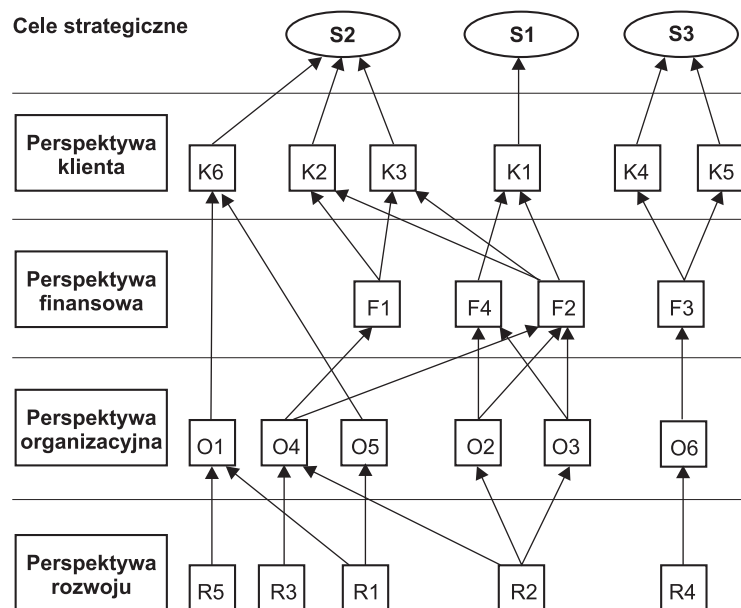 Cele strategiczne
S2 S1 S3
Perspektywa
klienta
K6 K2 K3 K1 K4 K5
Perspektywa
finansowa
F1 F4 F2 F3
Perspektywa
organizacyjna
O1 O4 O5 O2 O3 O6
Perspektywa
rozwoju
R5 R3 R1 R2 R4